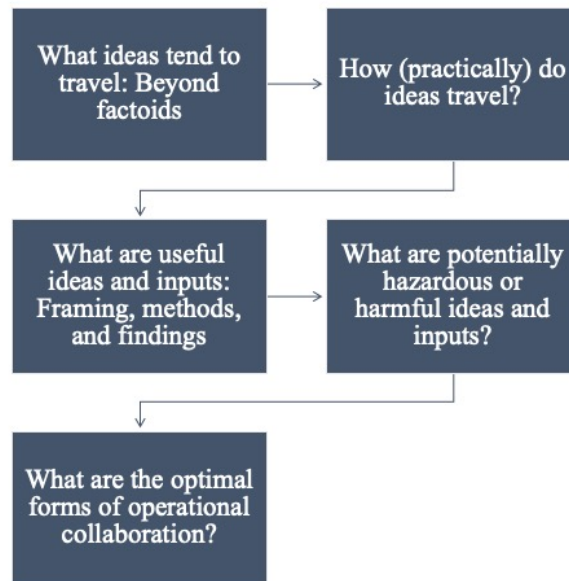 What ideas tend to
travel: Beyond
factoids
How (practically) do
ideas travel?
What are useful
ideas and inputs:
Framing, methods,
and findings
What are potentially
hazardous or
harmful ideas and
inputs?
What are the optimal
forms of operational
collaboration?